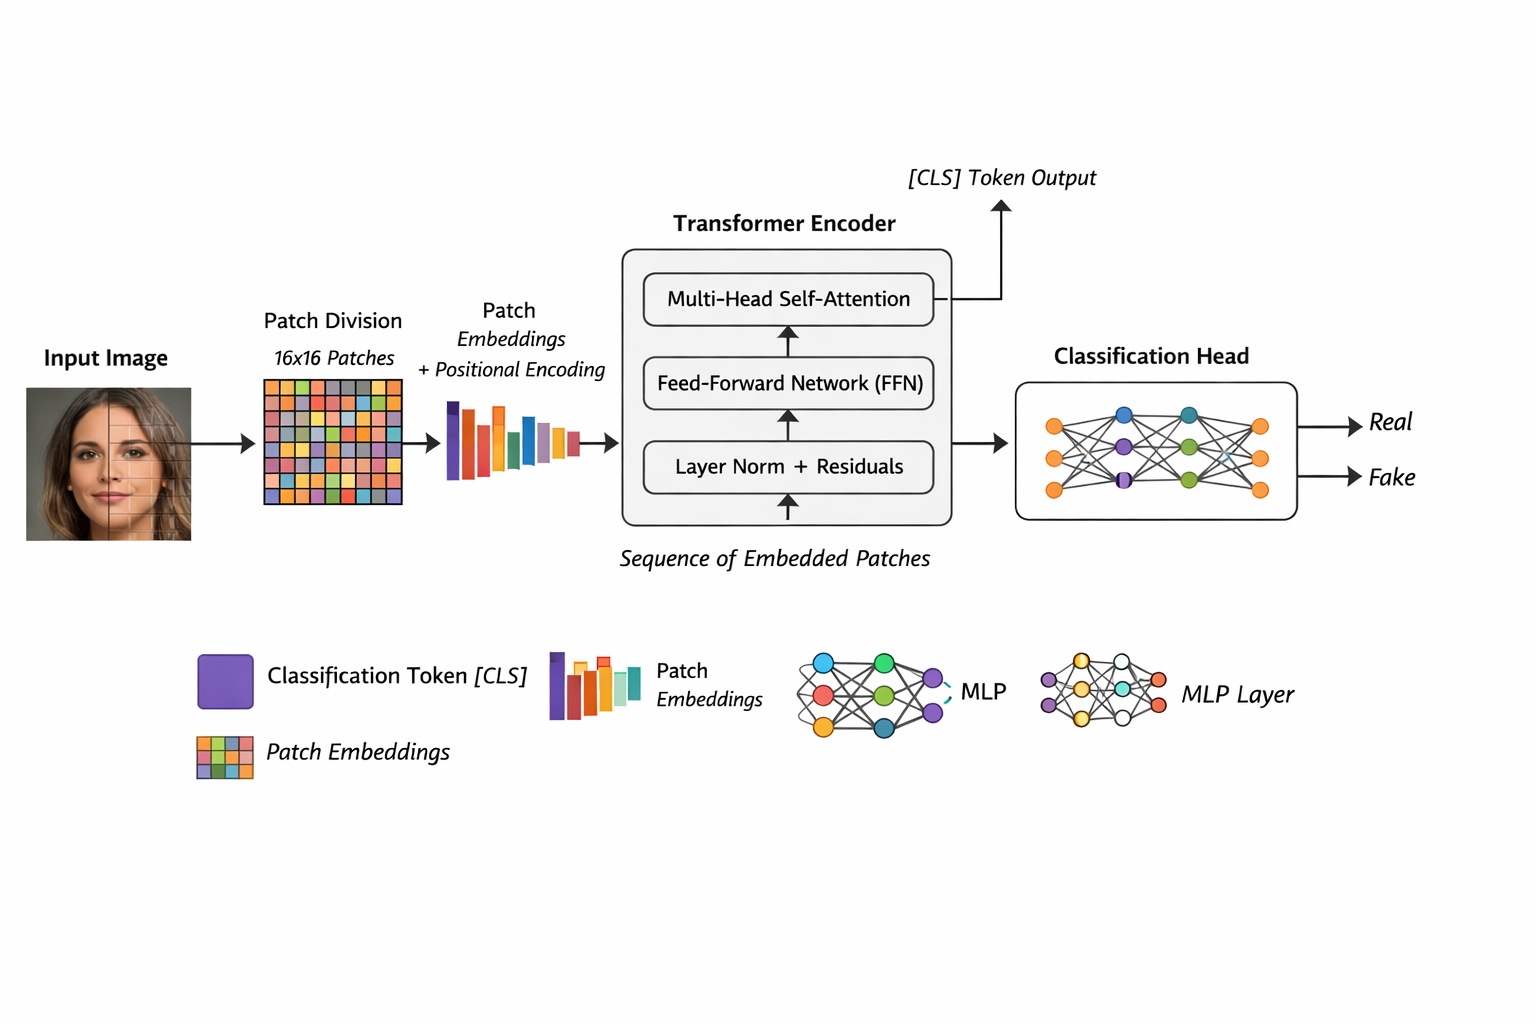 [CLS] Token Output
Transformer Encoder
Multi-Head Self-Attention
Feed-Forward Network (FFN)
Layer Norm + Residuals
Sequence of Embedded Patches
Input Image
Patch Division
16x16 Patches
Patch
Embeddings
+ Positional Encoding
Classification Head
Real
Fake
Classification Token [CLS]
Patch Embeddings
Patch
Embeddings
MLP
MLP Layer